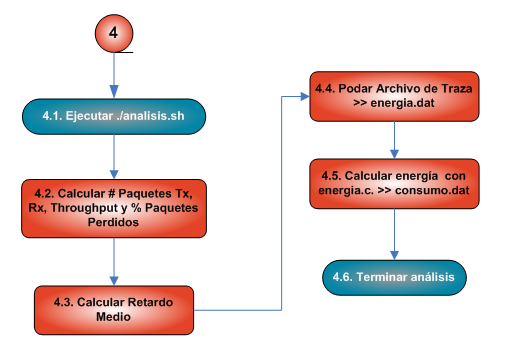 4
4.1. Ejecutar ./analisis.sh
4.2. Calcular # Paquetes Tx,
Rx, Throughput y % Paquetes
Perdidos
4.3. Calcular Retardo
Medio
4.4. Podar Archivo de Traza
>> energia.dat
4.5. Calcular energía con
energia.c. >> consumo.dat
4.6. Terminar análisis